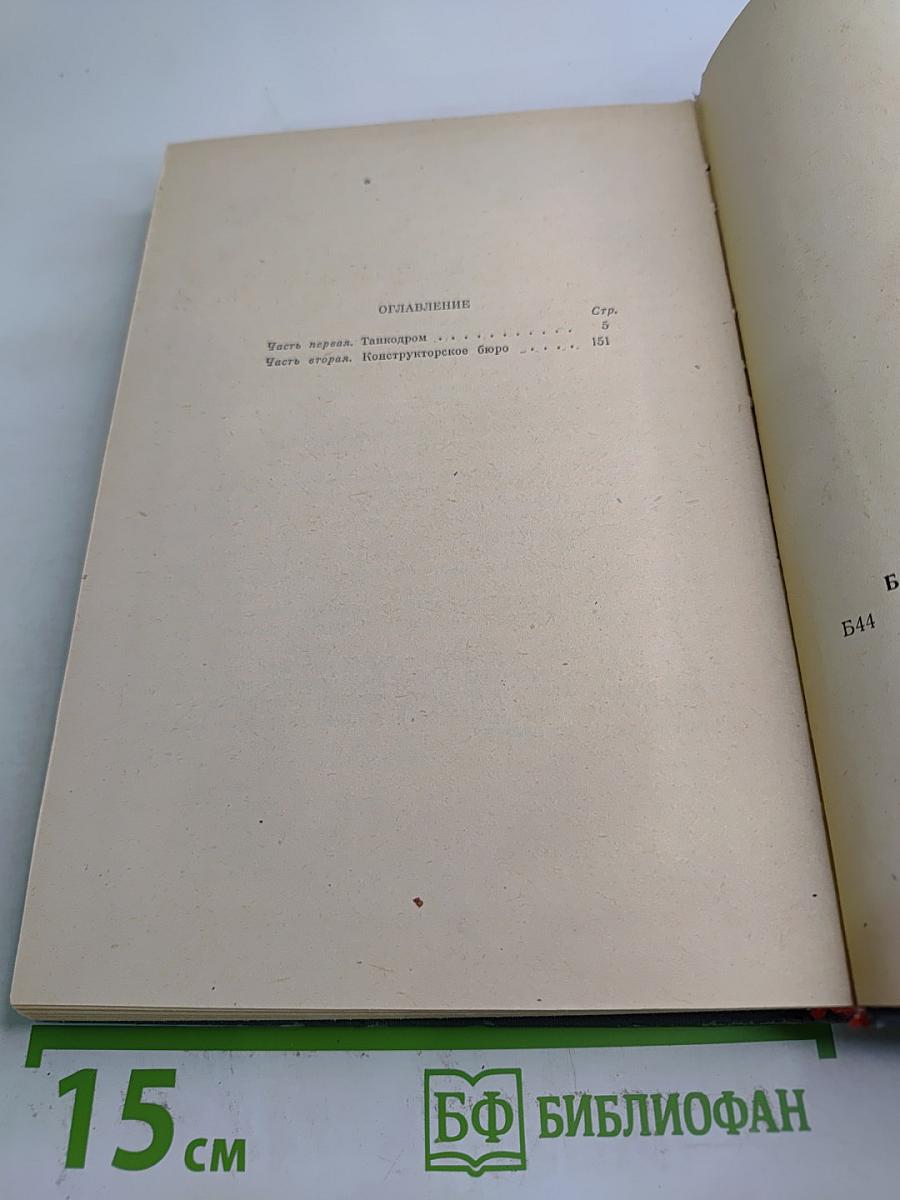 ОГЛАВЛЕНИЕ
Стр.
Часть первая. Танкодром . . . . . . . . . . . 5
Часть вторая. Конструкторское бюро . . . . . 151
Б
Б44
15 см
БФ БИБЛИОФАН